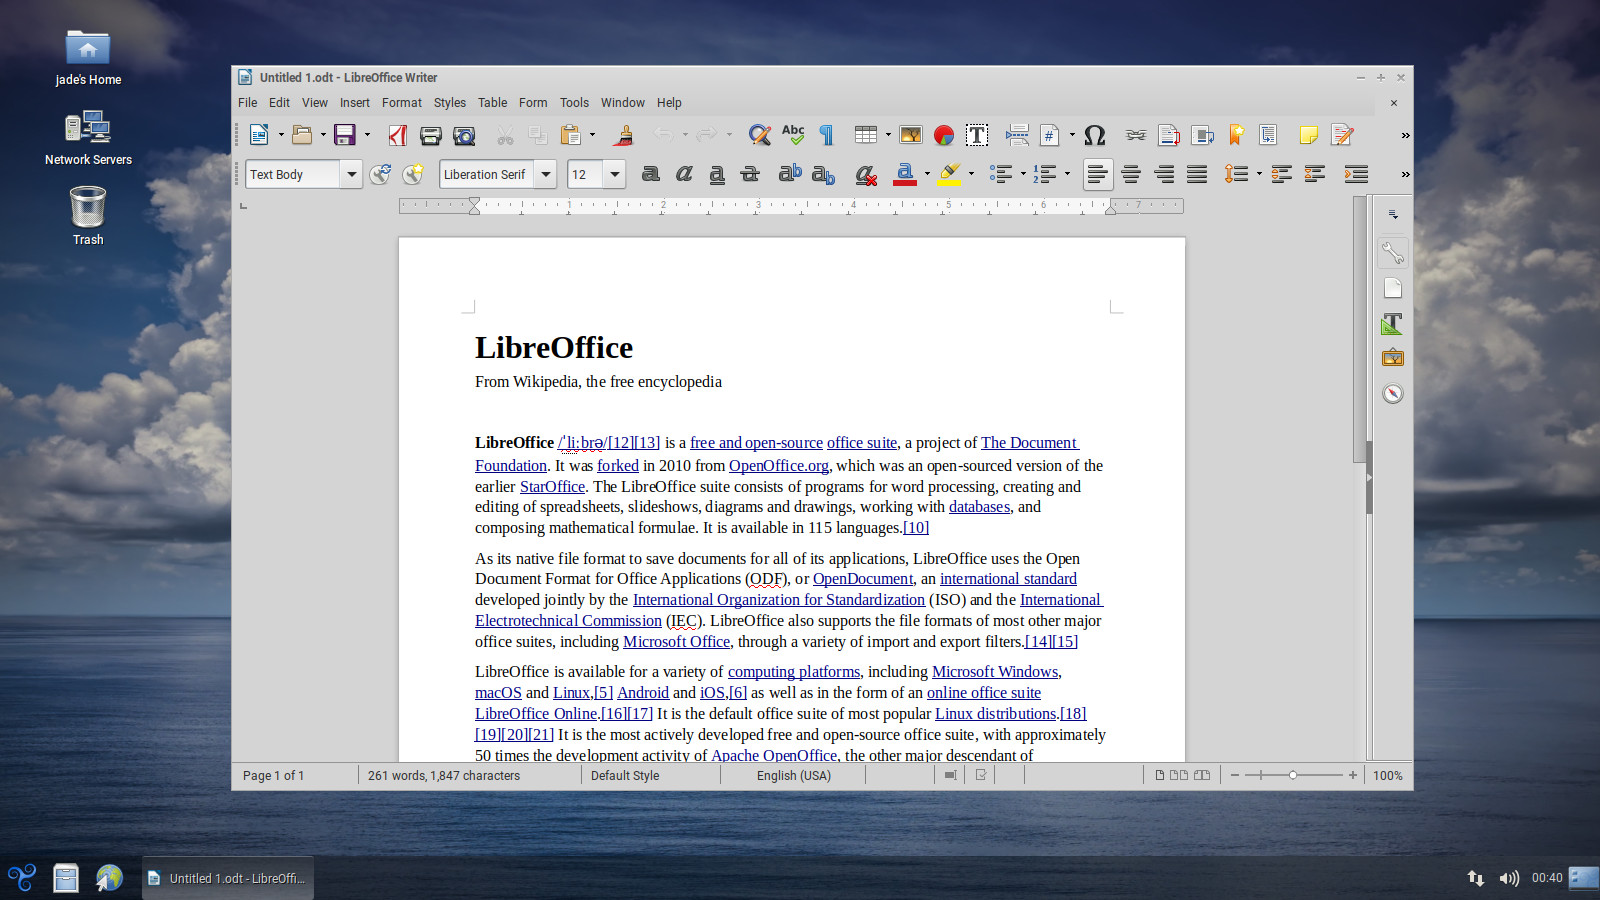 jade's Home
Network Servers
Trash
Untitled 1.odt - LibreOffice Writer
File Edit View Insert Format Styles Table Form Tools Window Help
Text Body Liberation Serif 12
1 2 3 4 5 6 7
LibreOffice
From Wikipedia, the free encyclopedia
LibreOffice /ˈliːbrə/[12][13] is a free and open-source office suite, a project of The Document
Foundation. It was forked in 2010 from OpenOffice.org, which was an open-sourced version of the
earlier StarOffice. The LibreOffice suite consists of programs for word processing, creating and
editing of spreadsheets, slideshows, diagrams and drawings, working with databases, and
composing mathematical formulae. It is available in 115 languages.[10]
As its native file format to save documents for all of its applications, LibreOffice uses the Open
Document Format for Office Applications (ODF), or OpenDocument, an international standard
developed jointly by the International Organization for Standardization (ISO) and the International
Electrotechnical Commission (IEC). LibreOffice also supports the file formats of most other major
office suites, including Microsoft Office, through a variety of import and export filters.[14][15]
LibreOffice is available for a variety of computing platforms, including Microsoft Windows,
macOS and Linux,[5] Android and iOS,[6] as well as in the form of an online office suite
LibreOffice Online.[16][17] It is the default office suite of most popular Linux distributions.[18]
[19][20][21] It is the most actively developed free and open-source office suite, with approximately
50 times the development activity of Apache OpenOffice, the other major descendant of
Page 1 of 1 261 words, 1,847 characters Default Style English (USA) 100%
Untitled 1.odt - LibreOffi... 00:40